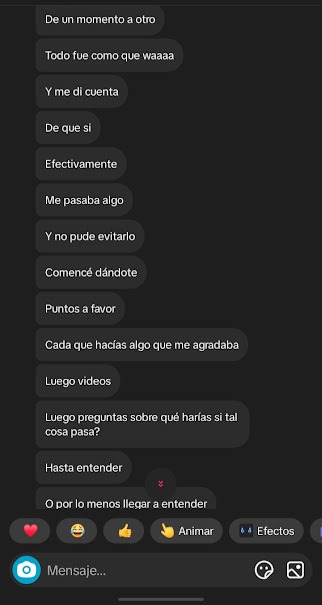 De un momento a otro
Todo fue como que waaaa
Y me di cuenta
De que si
Efectivamente
Me pasaba algo
Y no pude evitarlo
Comencé dándote
Puntos a favor
Cada que hacías algo que me agradaba
Luego videos
Luego preguntas sobre qué harías si tal
cosa pasa?
Hasta entender
O por lo menos llegar a entender
Animar
Efectos
Mensaje...